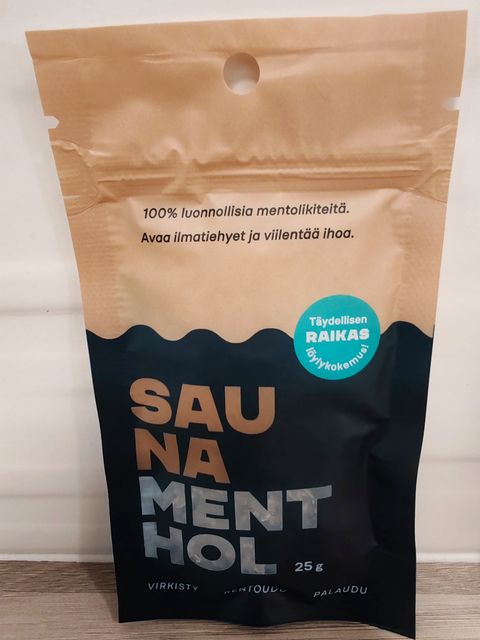 100% luonnollisia mentolikiteitä.
Avaa ilmatiehyet ja viilentää ihoa.
Täydellisen
RAIKAS
löylykokemus!
SAU
NA
MENT
HOL
25 g
VIRKISTY PALAUDU